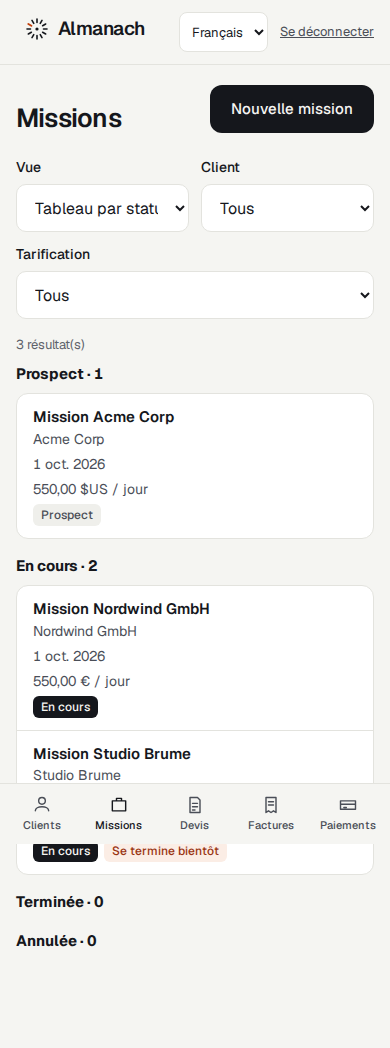 Almanach
Français
Se déconnecter
Missions
Nouvelle mission
Vue
Client
Tableau par statu
Tous
Tarification
Tous
3 résultat(s)
Prospect · 1
Mission Acme Corp
Acme Corp
1 oct. 2026
550,00 $US / jour
Prospect
En cours · 2
Mission Nordwind GmbH
Nordwind GmbH
1 oct. 2026
550,00 € / jour
En cours
Mission Studio Brume
Studio Brume
Clients
Missions
Devis
Factures
Paiements
En cours
Se termine bientôt
Terminée · 0
Annulée · 0